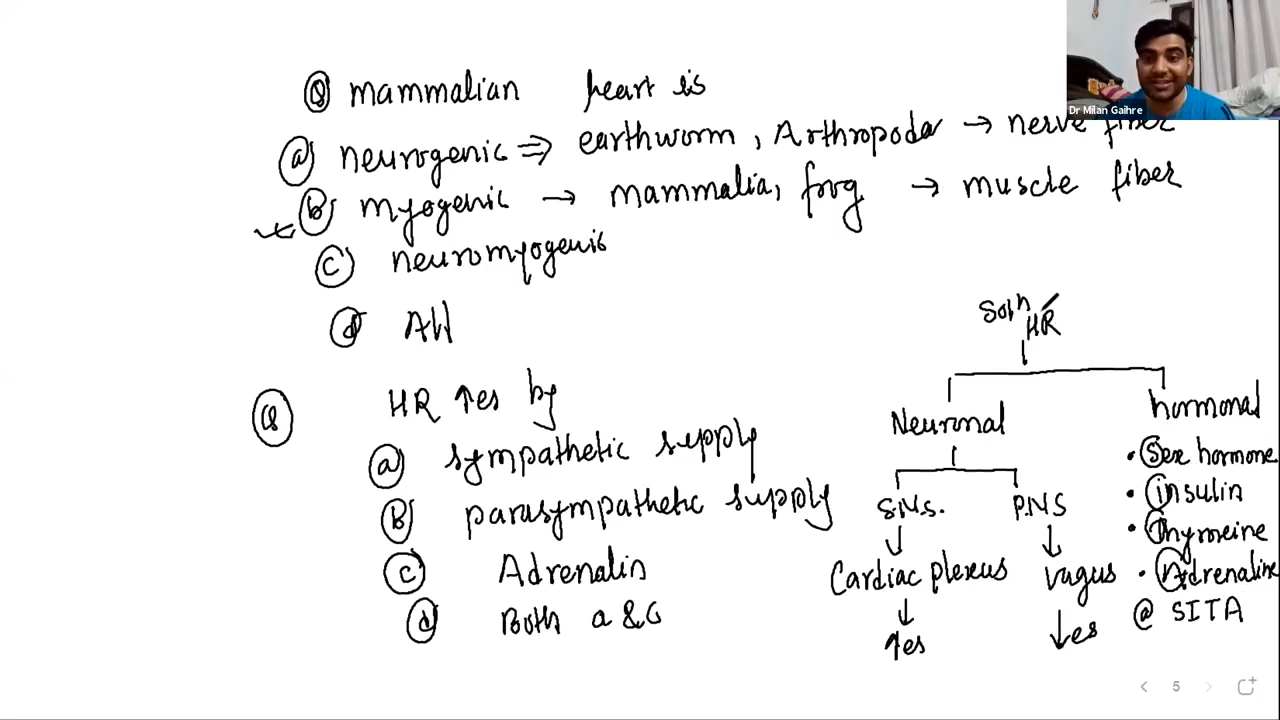 Dr Milan Gaihre
Q mammalian heart is
a neurogenic ⇒ earthworm, Arthropoda → nerve fiber
b myogenic → mammalia, frog → muscle fiber
c neuromyogenic
d All
Solⁿ HR
Q HR ↑es by
a sympathetic supply
b parasympathetic supply
c Adrenalin
d Both a & c
Neuronal
S.N.S.
↓
Cardiac plexus
↓
↑es
P.N.S
↓
vagus
↓es
hormonal
• Sex hormone
• insulin
• Thyroxine
• Adrenaline
@ SITA
5